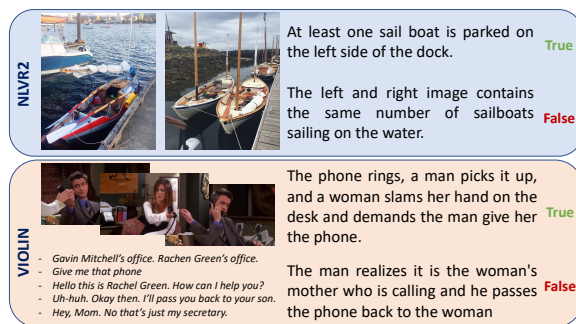 NLVR2
At least one sail boat is parked on
the left side of the dock.
True
The left and right image contains
the same number of sailboats
sailing on the water.
False
VIOLIN
- Gavin Mitchell's office. Rachen Green's office.
- Give me that phone
- Hello this is Rachel Green. How can I help you?
- Uh-huh. Okay then. I'll pass you back to your son.
- Hey, Mom. No that's just my secretary.
The phone rings, a man picks it up,
and a woman slams her hand on the
desk and demands the man give her
the phone.
True
The man realizes it is the woman's
mother who is calling and he passes
the phone back to the woman
False